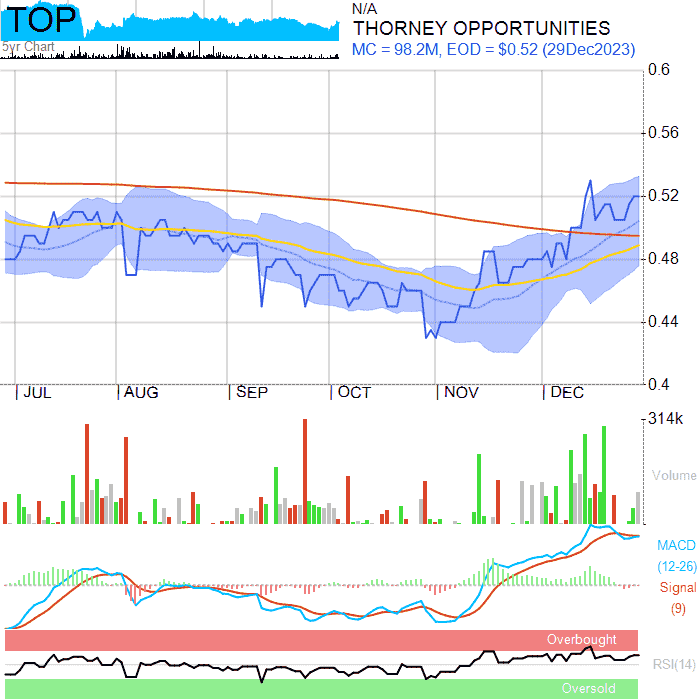 TOP
5yr Chart
N/A
THORNEY OPPORTUNITIES
MC = 98.2M, EOD = $0.52 (29Dec2023)
0.6
0.56
0.52
0.48
0.44
0.4
JUL AUG SEP OCT NOV DEC
314k
Volume
MACD
(12-26)
Signal
(9)
Overbought
RSI(14)
Oversold